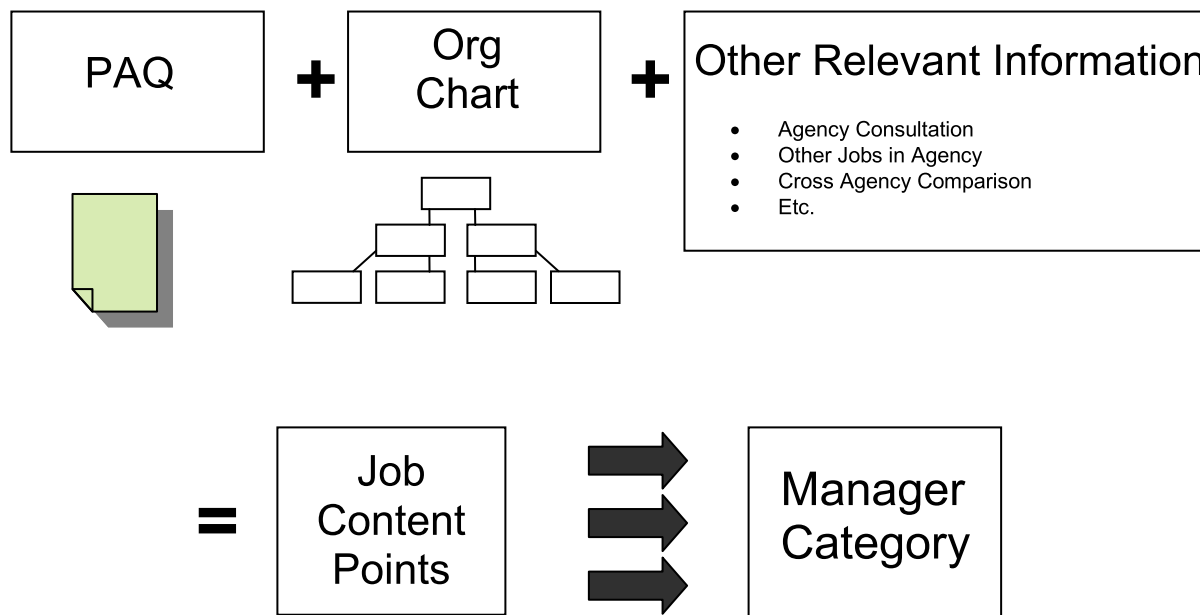 PAQ
+
Org
Chart
+
Other Relevant Information
• Agency Consultation
• Other Jobs in Agency
• Cross Agency Comparison
• Etc.
=
Job
Content
Points
Manager
Category